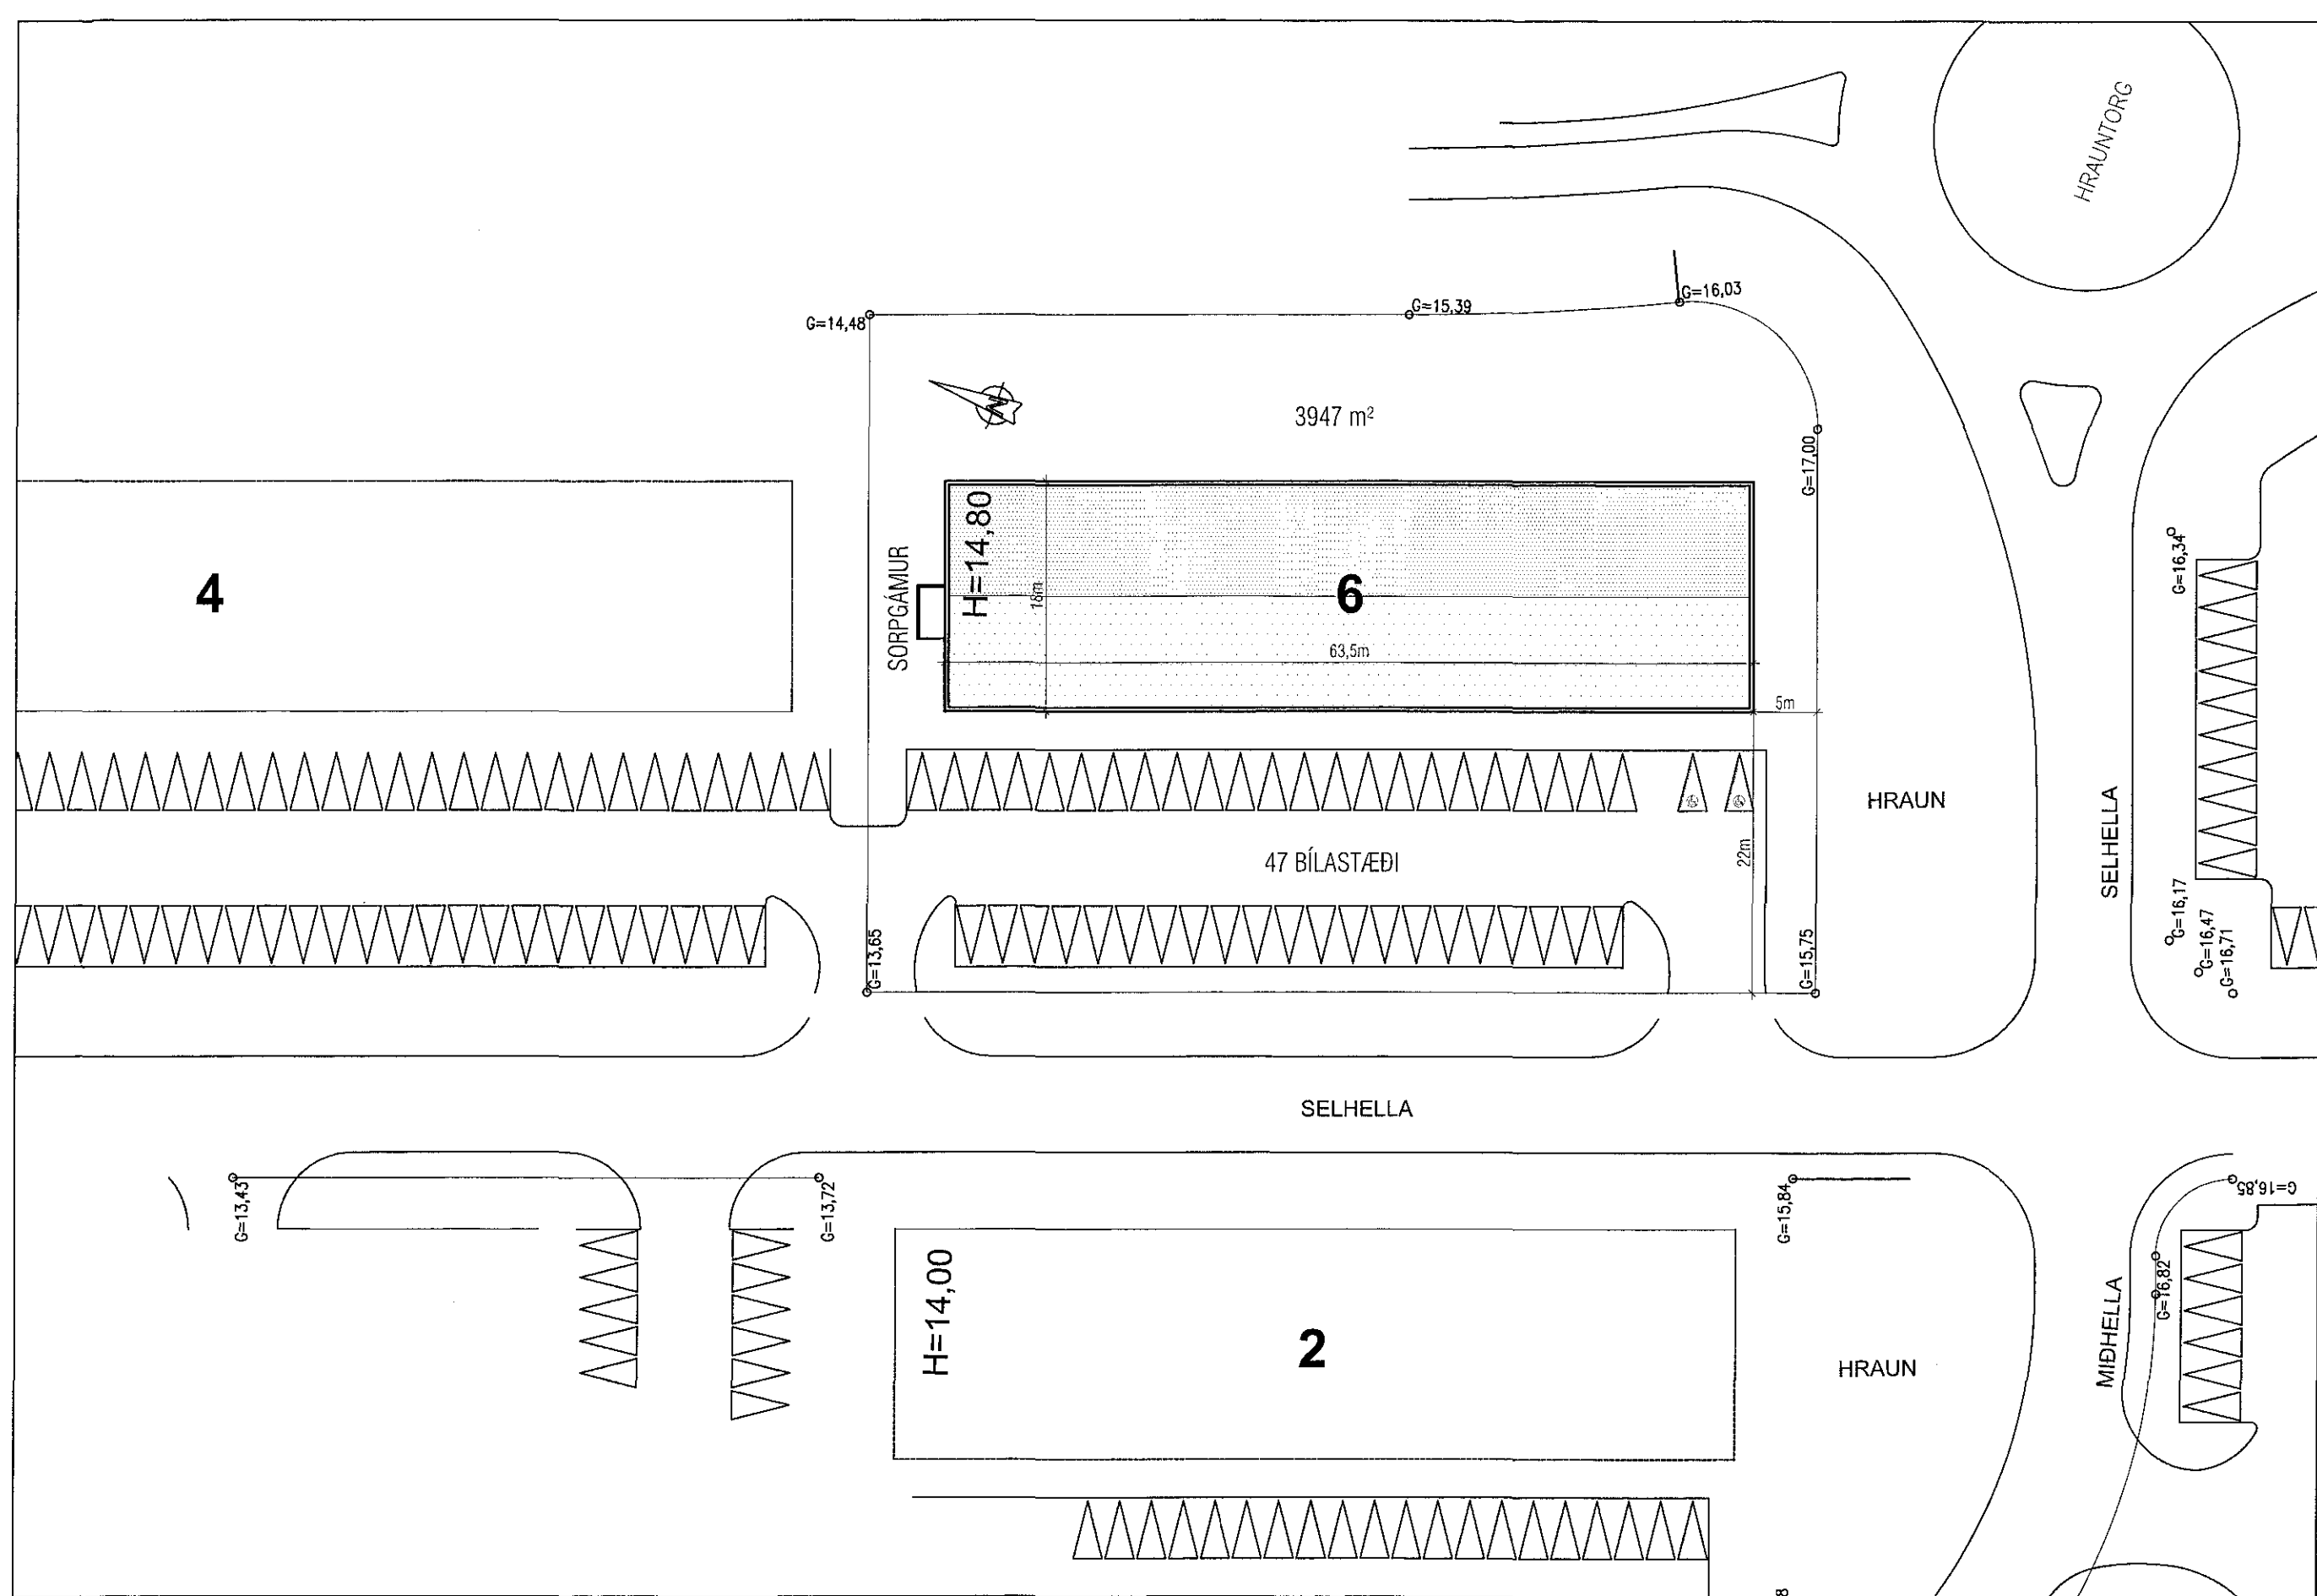 HRAUNTORG
G=16,03
G=15,39
G=14,48
N
3947 m²
G=17,00
H=14,80
SORPGÁMUR
18m
4
6
63,5m
5m
G=16,34
HRAUN
SELHELLA
47 BÍLASTÆÐI
22m
G=13,65
G=15,75
G=16,17
G=16,47
G=16,71
SELHELLA
G=13,43
G=13,72
G=15,84
G=16,85
H=14,00
2
G=16,82
MIÐHELLA
HRAUN